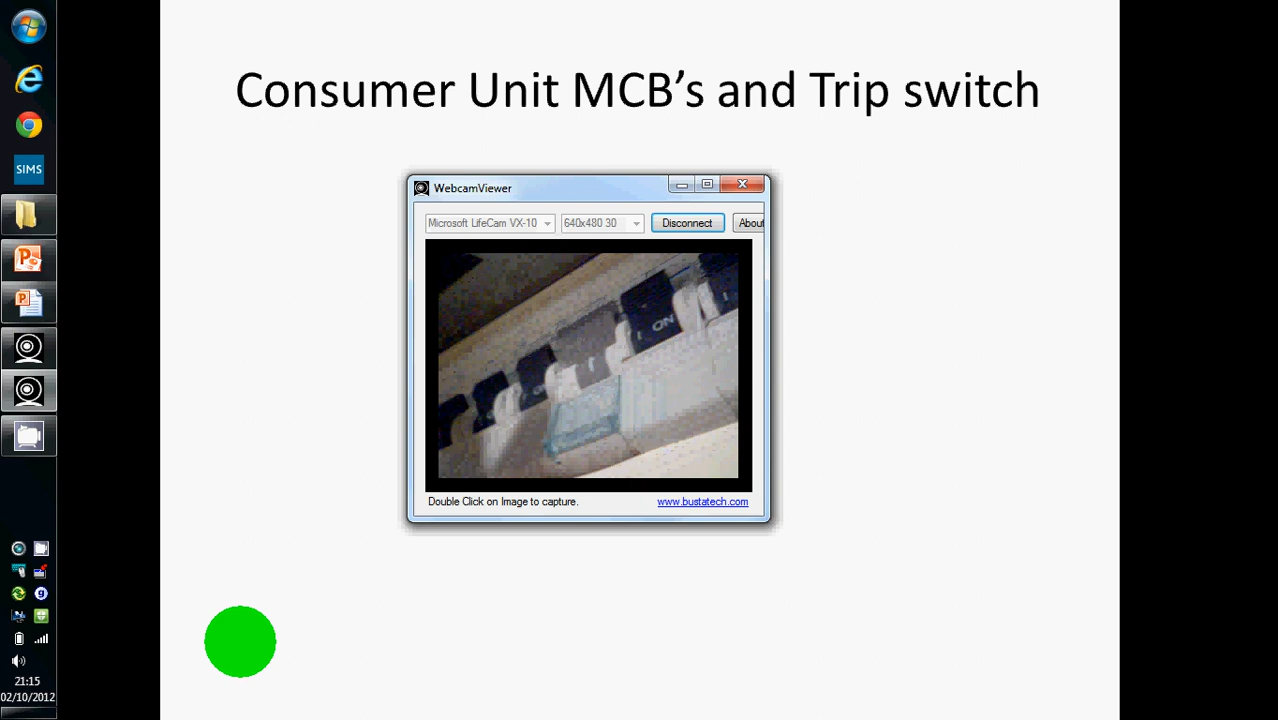 Consumer Unit MCB's and Trip switch
WebcamViewer
Microsoft LifeCam VX-10
640x480 30
Disconnect
About
I ON
Double Click on Image to capture.
www.bustatech.com
SIMS
21:15
02/10/2012